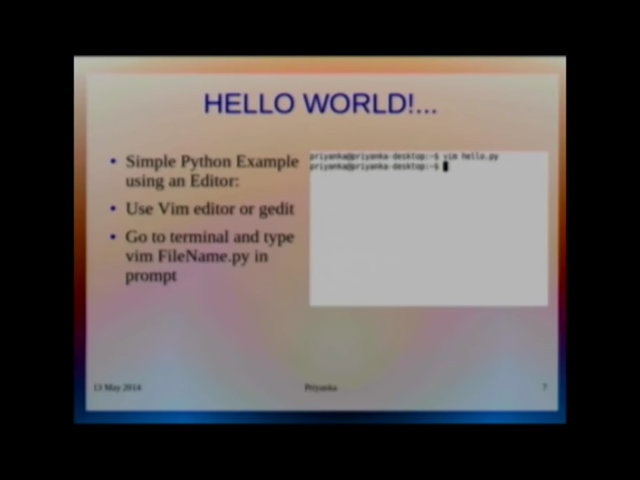 HELLO WORLD!...
• Simple Python Example
using an Editor:
• Use Vim editor or gedit
• Go to terminal and type
vim FileName.py in
prompt
priyanka@priyanka-desktop:~$ vim hello.py
priyanka@priyanka-desktop:~$
13 May 2014
Priyanka
7